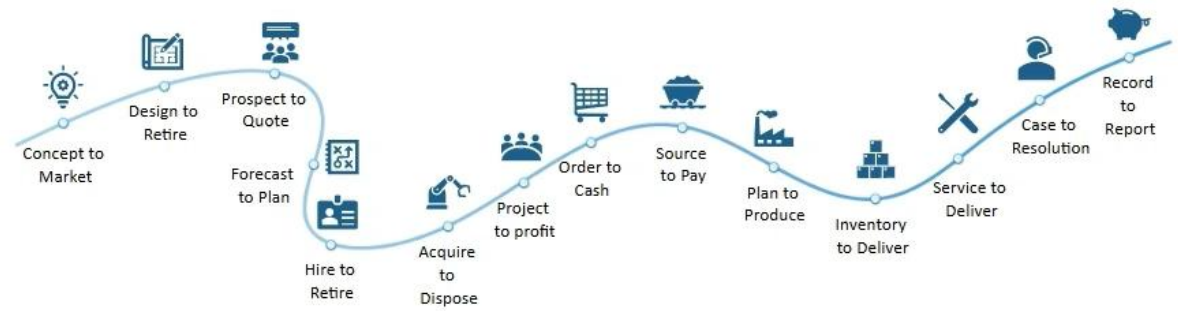 Concept to
Market
Design to
Retire
Prospect to
Quote
Forecast
to Plan
Hire to
Retire
Acquire
to
Dispose
Project
to profit
Order to
Cash
Source
to Pay
Plan to
Produce
Inventory
to Deliver
Service to
Deliver
Case to
Resolution
Record
to
Report